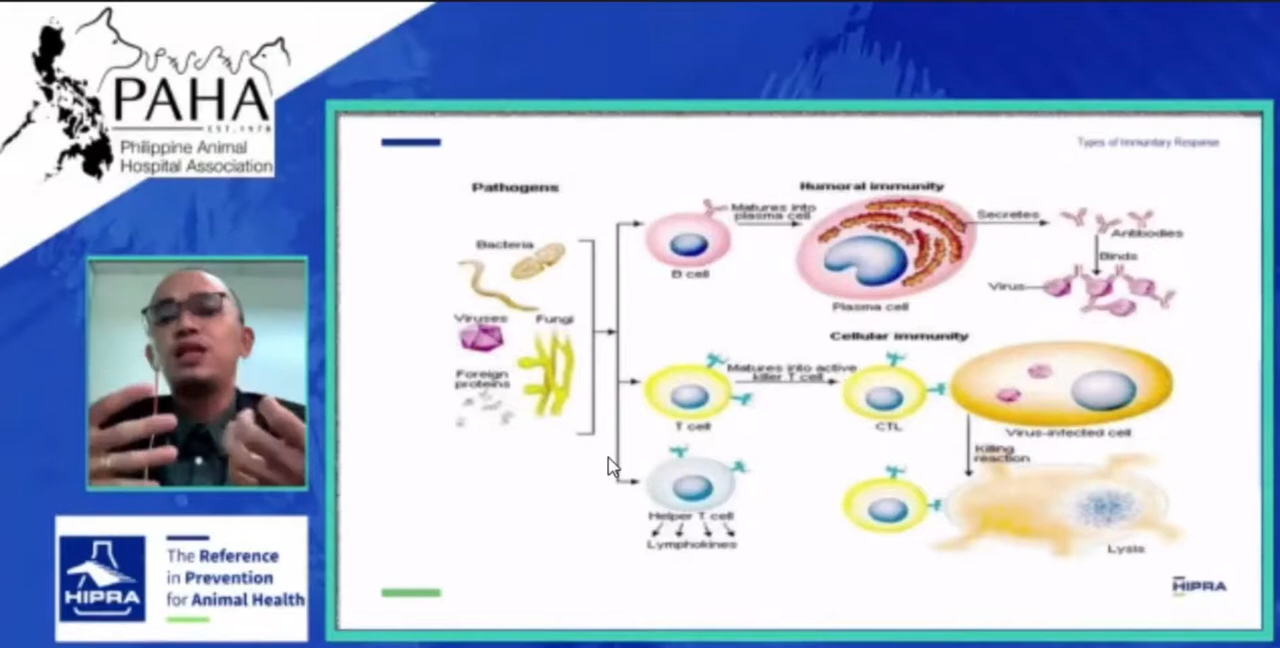 PAHA
EST. 1978
Philippine Animal
Hospital Association
The Reference
in Prevention
for Animal Health
HIPRA
Types of Immunitary Response
Pathogens
Bacteria
Viruses
Fungi
Foreign
proteins
Humoral immunity
B cell
Matures into
plasma cell
Plasma cell
Secretes
Antibodies
Binds
Virus
Cellular immunity
T cell
Matures into active
killer T cell
CTL
Virus-infected cell
Killing
reaction
Helper T cell
Lymphokines
Lysis
HIPRA